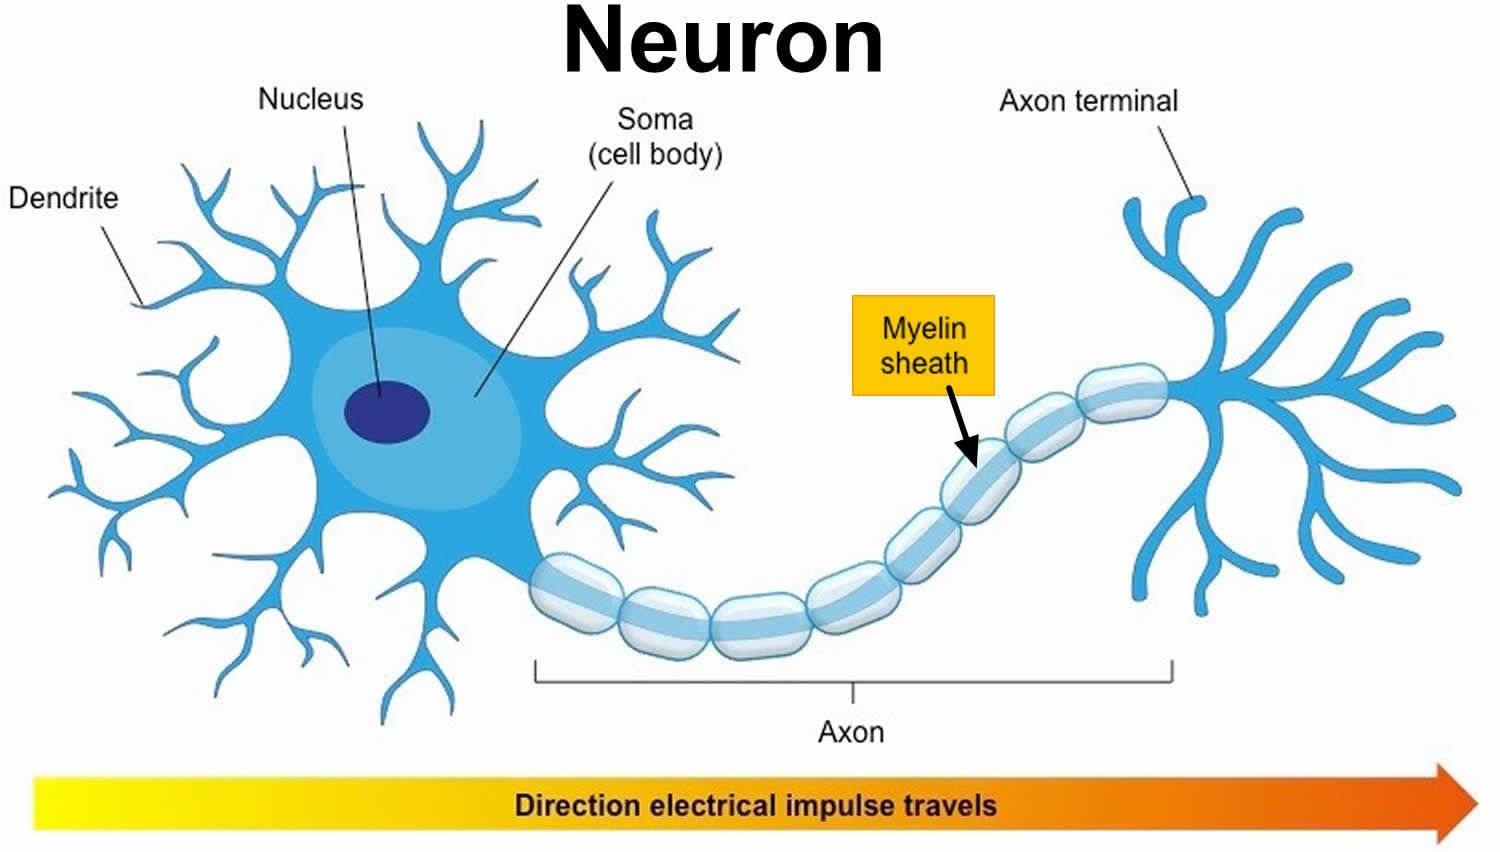 Neuron
Nucleus
Soma
(cell body)
Axon terminal
Dendrite
Myelin
sheath
Axon
Direction electrical impulse travels